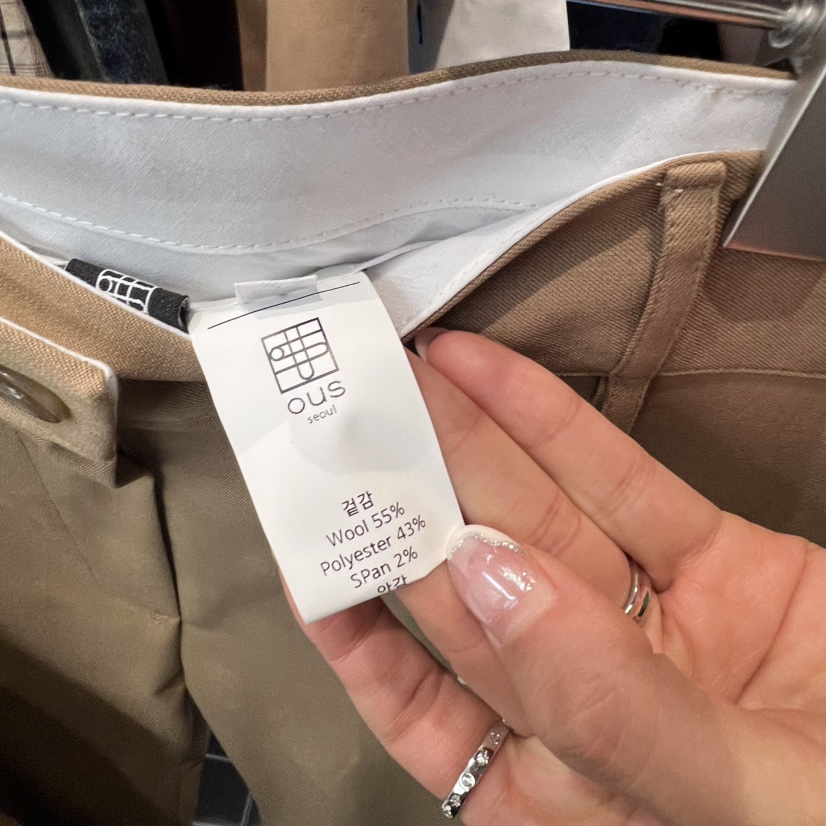 ous
seoul
겉감
Wool 55%
Polyester 43%
SPan 2%